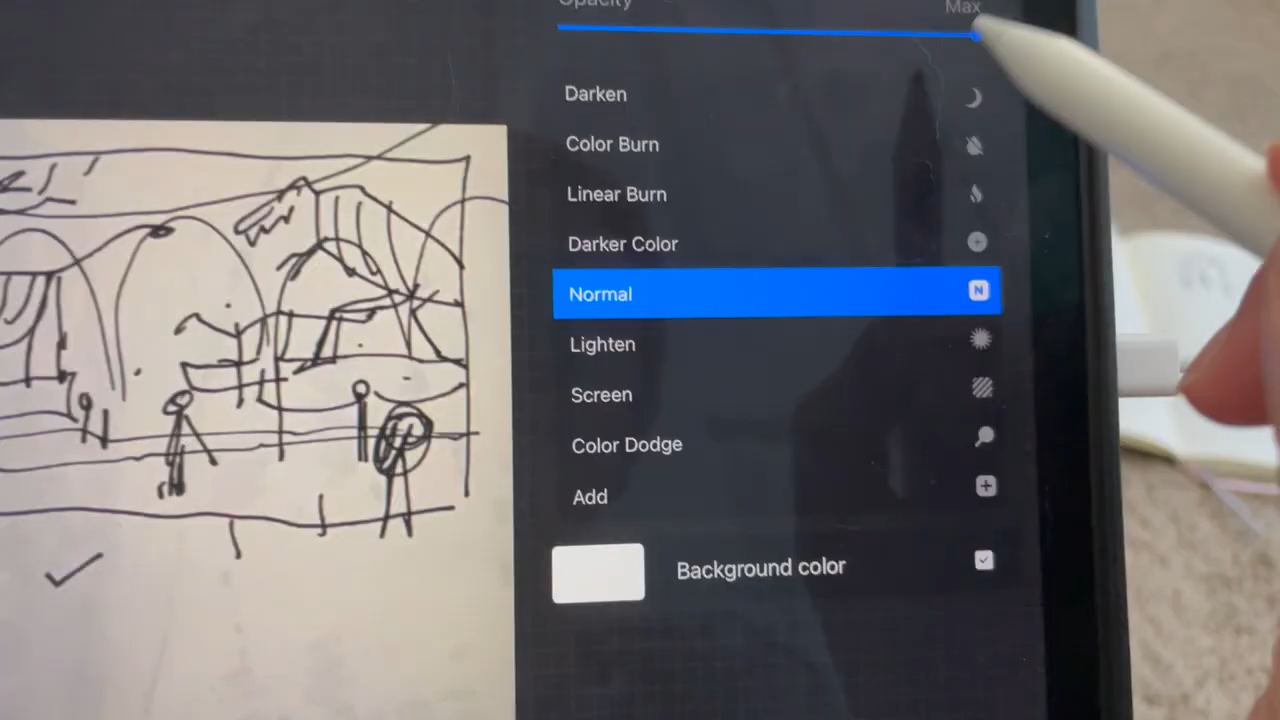 Opacity Max
Darken
Color Burn
Linear Burn
Darker Color
Normal N
Lighten
Screen
Color Dodge
Add
Background color